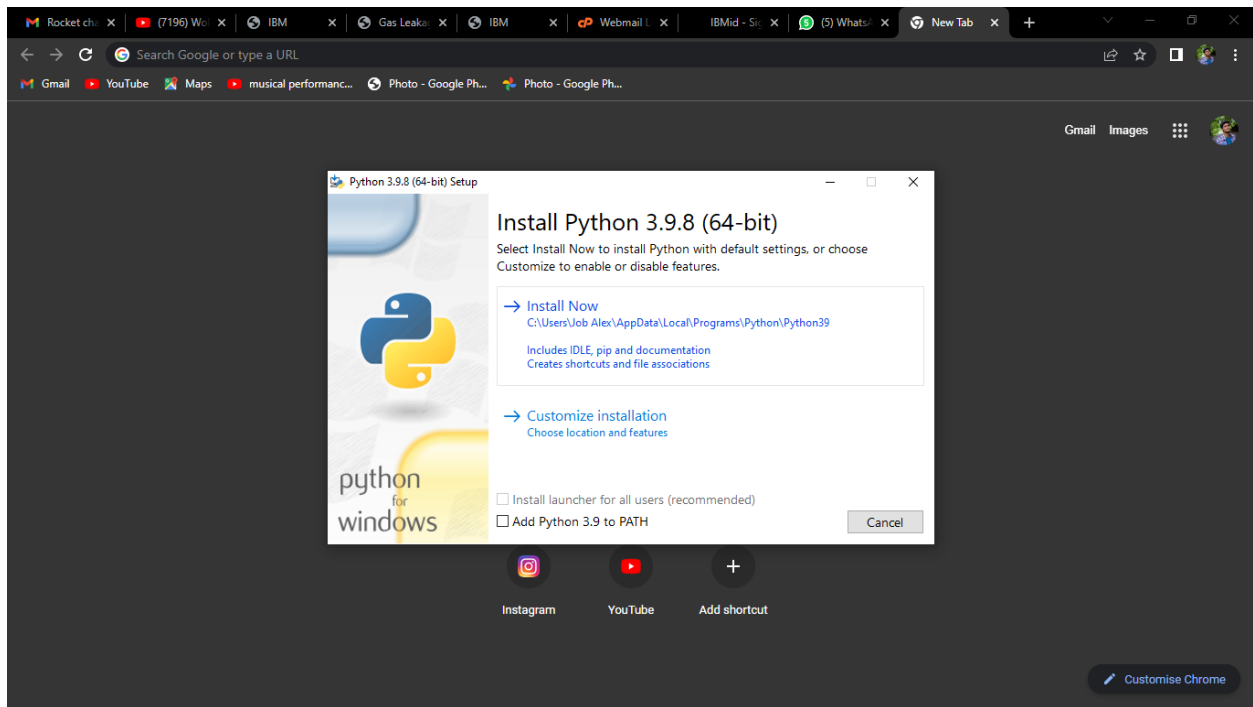 Rocket cha
(7196) Wol
IBM
Gas Leakag
IBM
Webmail L
IBMid - Sig
(5) WhatsA
New Tab
Search Google or type a URL
Gmail
YouTube
Maps
musical performanc...
Photo - Google Ph...
Photo - Google Ph...
Gmail
Images
Python 3.9.8 (64-bit) Setup
Install Python 3.9.8 (64-bit)
Select Install Now to install Python with default settings, or choose
Customize to enable or disable features.
Install Now
C:\Users\Job Alex\AppData\Local\Programs\Python\Python39
Includes IDLE, pip and documentation
Creates shortcuts and file associations
Customize installation
Choose location and features
python
for
windows
Install launcher for all users (recommended)
Add Python 3.9 to PATH
Cancel
Instagram
YouTube
Add shortcut
Customise Chrome